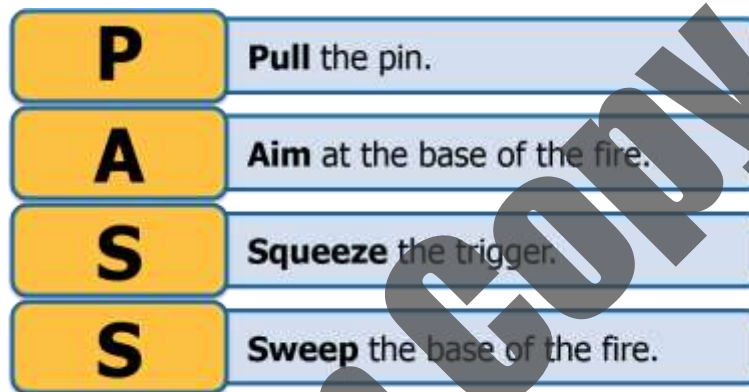 P
Pull the pin.
A
Aim at the base of the fire.
S
Squeeze the trigger.
S
Sweep the base of the fire.
Copy